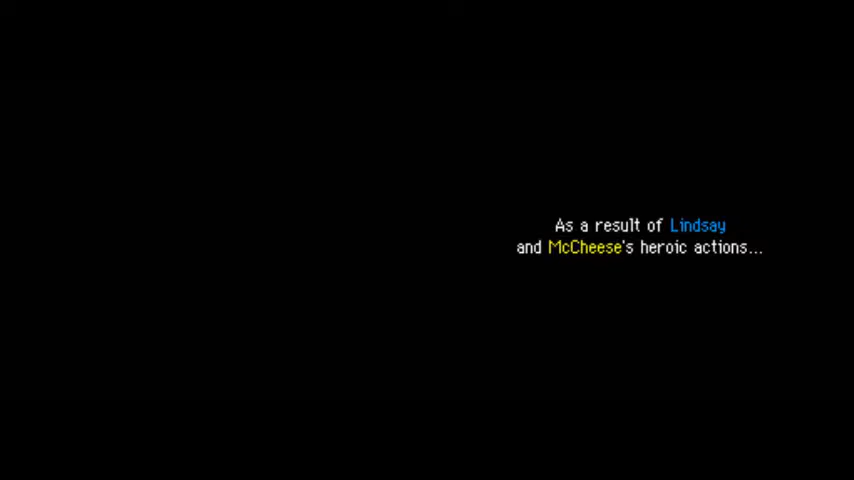 As a result of Lindsay
and McCheese's heroic actions...